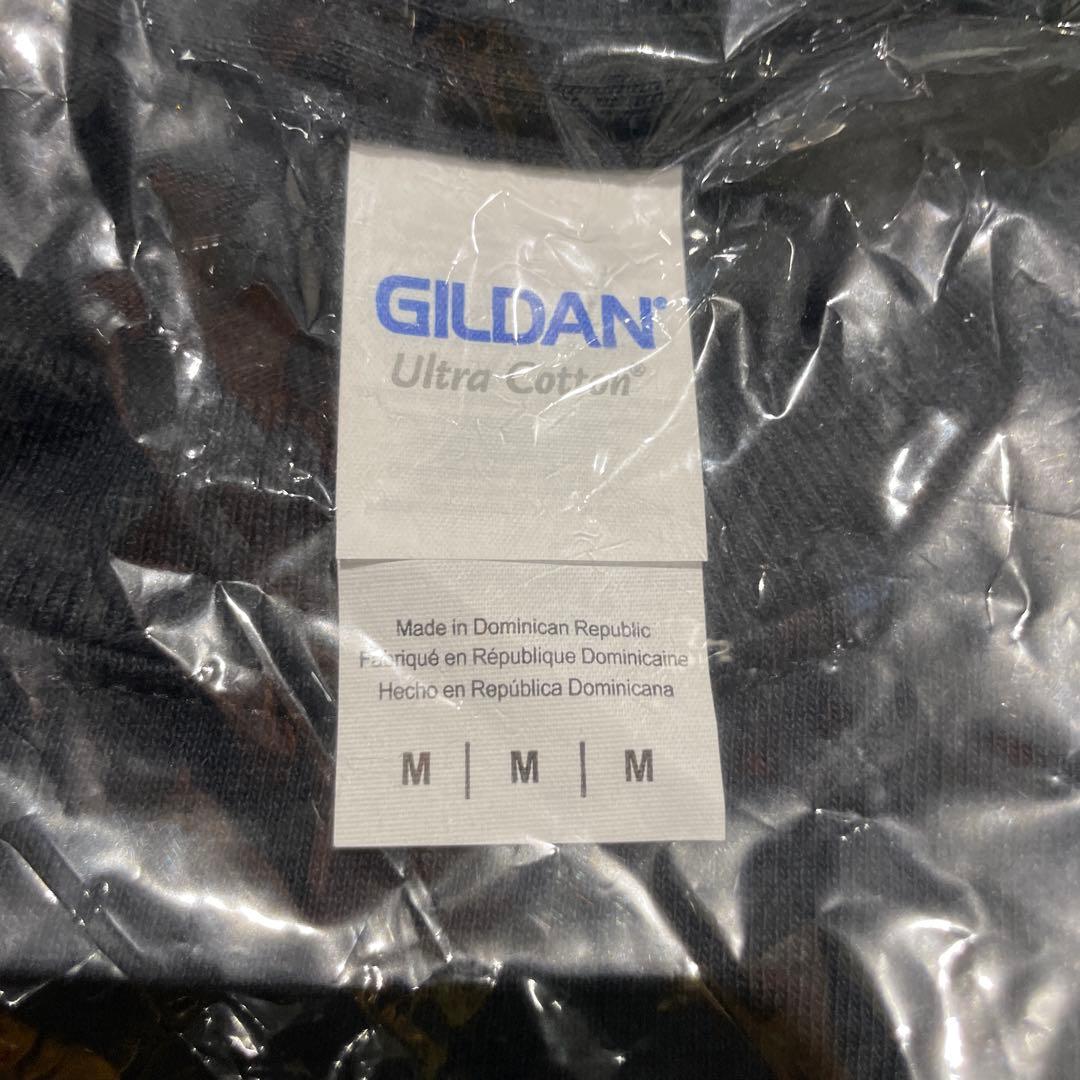 GILDAN®
Ultra Cotton®
Made in Dominican Republic
Fabriqué en République Dominicaine
Hecho en República Dominicana
M | M | M